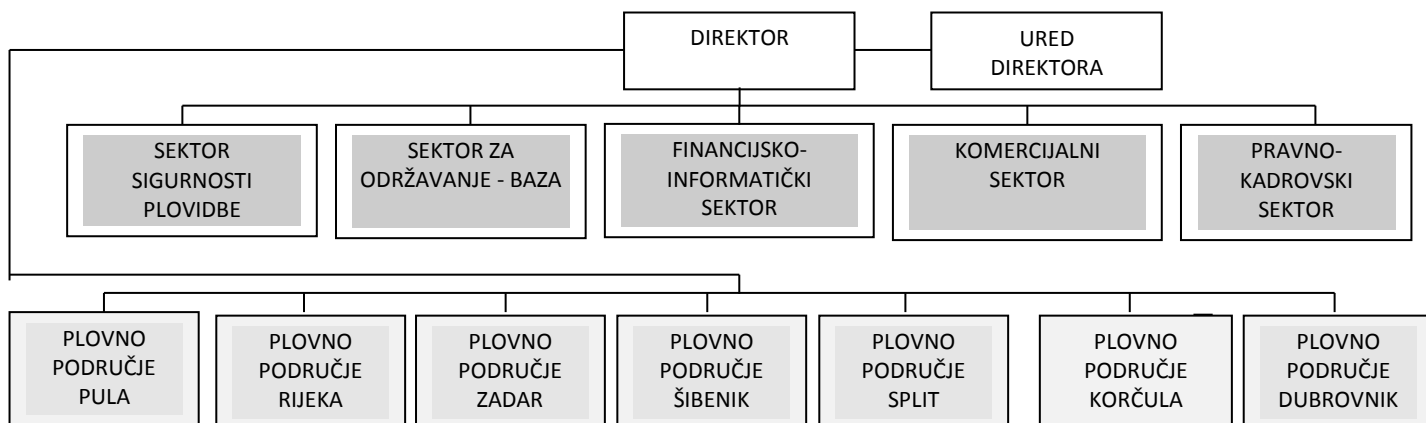 DIREKTOR
URED
DIREKTORA
SEKTOR
SIGURNOSTI
PLOVIDBE
SEKTOR ZA
ODRŽAVANJE - BAZA
FINANCIJSKO-
INFORMATIČKI
SEKTOR
KOMERCIJALNI
SEKTOR
PRAVNO-
KADROVSKI
SEKTOR
PLOVNO
PODRUČJE
PULA
PLOVNO
PODRUČJE
RIJEKA
PLOVNO
PODRUČJE
ZADAR
PLOVNO
PODRUČJE
ŠIBENIK
PLOVNO
PODRUČJE
SPLIT
PLOVNO
PODRUČJE
KORČULA
PLOVNO
PODRUČJE
DUBROVNIK